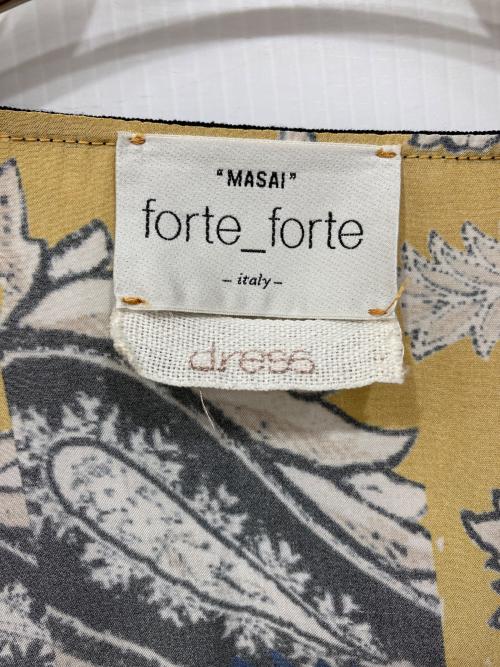 "MASAI"
forte_forte
- italy -
dress